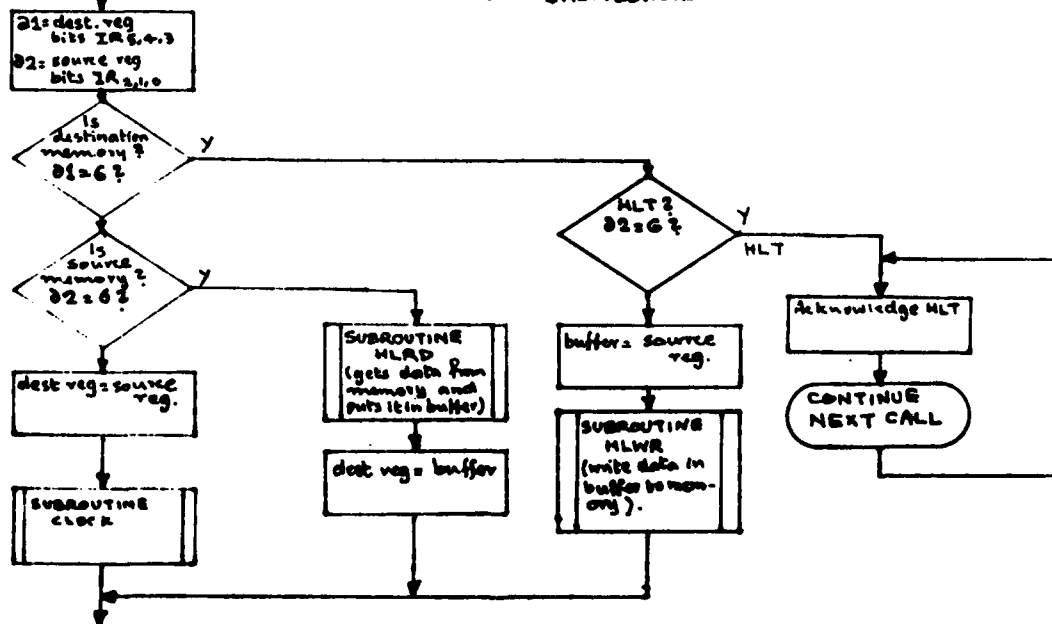 ∂1= dest. reg
bits IR5,4,3
∂2= source reg
bits IR2,1,0
Is
destination
memory?
∂1=6?
Y
HLT?
∂2=6?
Y
HLT
Is
source
memory?
∂2=6?
Y
Acknowledge HLT
SUBROUTINE
HLRD
(gets data from
memory and
puts it in buffer)
buffer= source
reg.
dest reg=source
reg.
CONTINUE
NEXT CALL
SUBROUTINE
HLWR
(write data in
buffer to mem-
ory).
dest reg= buffer
SUBROUTINE
CLOCK